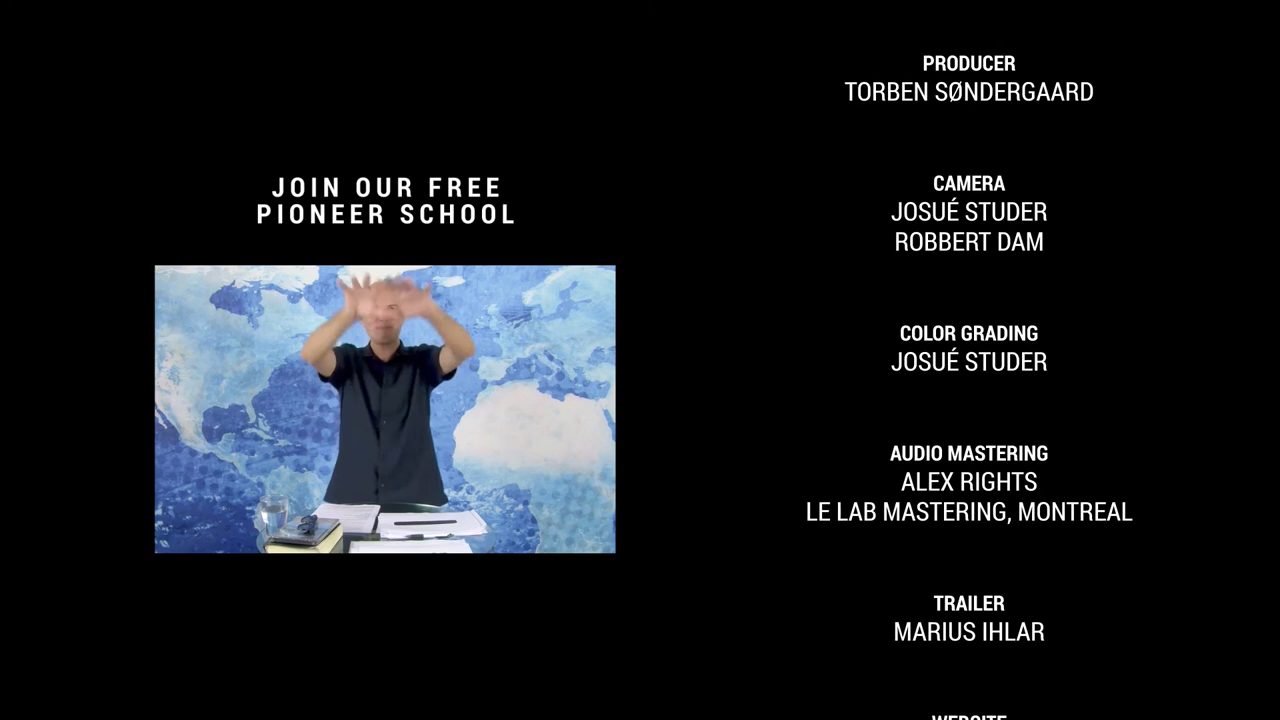 JOIN OUR FREE
PIONEER SCHOOL
PRODUCER
TORBEN SØNDERGAARD
CAMERA
JOSUÉ STUDER
ROBBERT DAM
COLOR GRADING
JOSUÉ STUDER
AUDIO MASTERING
ALEX RIGHTS
LE LAB MASTERING, MONTREAL
TRAILER
MARIUS IHLAR
WEBSITE